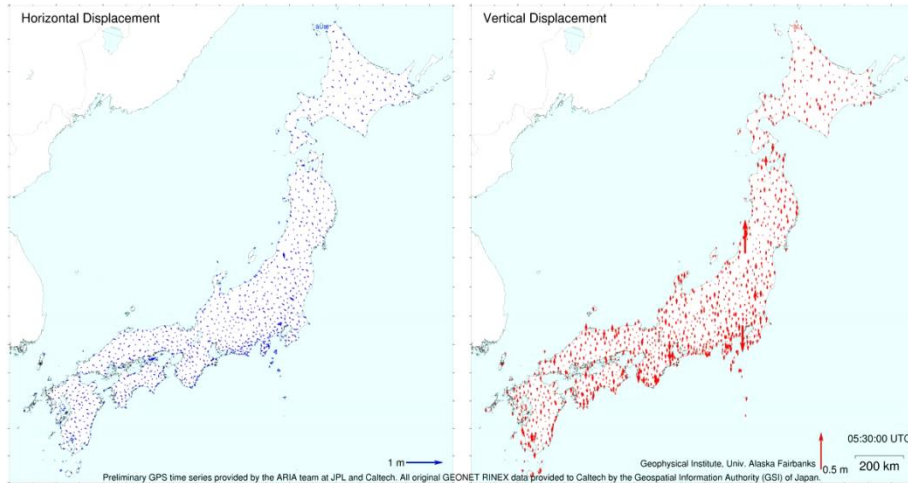 Horizontal Displacement
Vertical Displacement
1 m
05:30:00 UTC
Geophysical Institute, Univ. Alaska Fairbanks
0.5 m
200 km
Preliminary GPS time series provided by the ARIA team at JPL and Caltech. All original GEONET RINEX data provided to Caltech by the Geospatial Information Authority (GSI) of Japan.